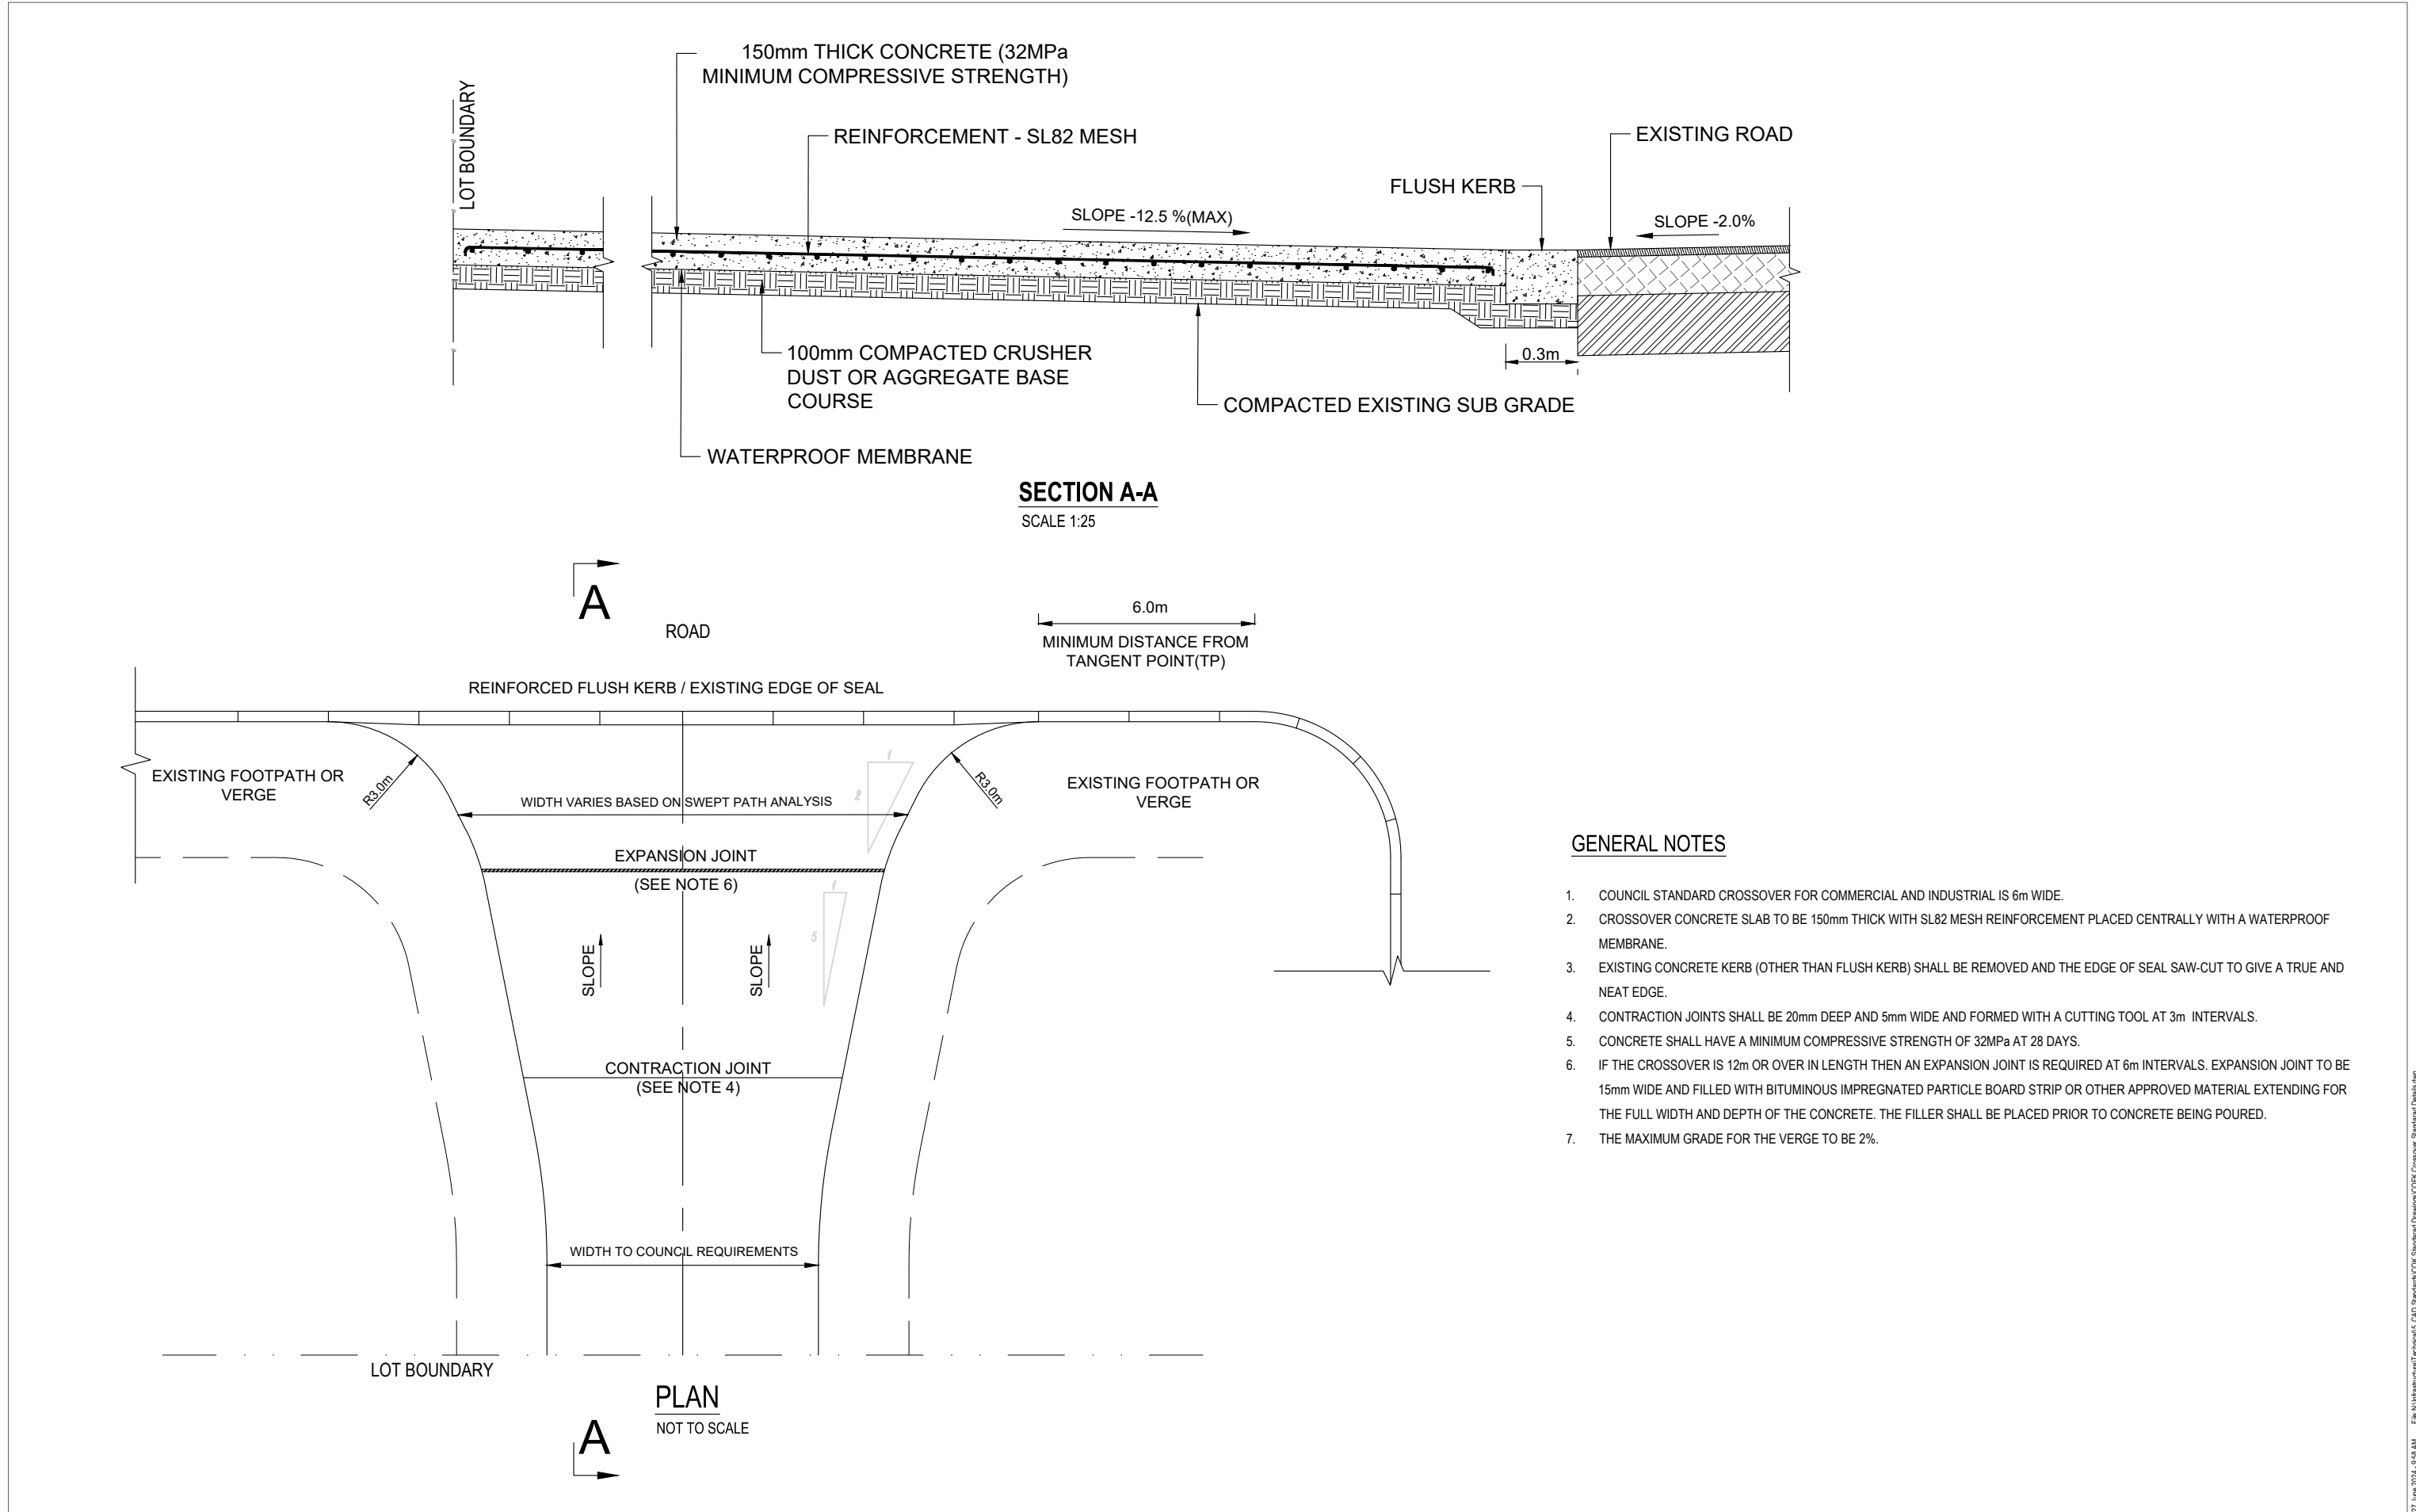 150mm THICK CONCRETE (32MPa
MINIMUM COMPRESSIVE STRENGTH)
LOT BOUNDARY
REINFORCEMENT - SL82 MESH
EXISTING ROAD
FLUSH KERB
SLOPE -12.5 %(MAX)
SLOPE -2.0%
100mm COMPACTED CRUSHER
DUST OR AGGREGATE BASE
COURSE
0.3m
COMPACTED EXISTING SUB GRADE
WATERPROOF MEMBRANE
SECTION A-A
SCALE 1:25
A
ROAD
6.0m
MINIMUM DISTANCE FROM
TANGENT POINT(TP)
REINFORCED FLUSH KERB / EXISTING EDGE OF SEAL
EXISTING FOOTPATH OR
VERGE
R3.0m
1
2
R3.0m
EXISTING FOOTPATH OR
VERGE
WIDTH VARIES BASED ON SWEPT PATH ANALYSIS
EXPANSION JOINT
(SEE NOTE 6)
1
5
SLOPE
SLOPE
CONTRACTION JOINT
(SEE NOTE 4)
WIDTH TO COUNCIL REQUIREMENTS
LOT BOUNDARY
PLAN
NOT TO SCALE
A
GENERAL NOTES
1. COUNCIL STANDARD CROSSOVER FOR COMMERCIAL AND INDUSTRIAL IS 6m WIDE.
2. CROSSOVER CONCRETE SLAB TO BE 150mm THICK WITH SL82 MESH REINFORCEMENT PLACED CENTRALLY WITH A WATERPROOF
MEMBRANE.
3. EXISTING CONCRETE KERB (OTHER THAN FLUSH KERB) SHALL BE REMOVED AND THE EDGE OF SEAL SAW-CUT TO GIVE A TRUE AND
NEAT EDGE.
4. CONTRACTION JOINTS SHALL BE 20mm DEEP AND 5mm WIDE AND FORMED WITH A CUTTING TOOL AT 3m INTERVALS.
5. CONCRETE SHALL HAVE A MINIMUM COMPRESSIVE STRENGTH OF 32MPa AT 28 DAYS.
6. IF THE CROSSOVER IS 12m OR OVER IN LENGTH THEN AN EXPANSION JOINT IS REQUIRED AT 6m INTERVALS. EXPANSION JOINT TO BE
15mm WIDE AND FILLED WITH BITUMINOUS IMPREGNATED PARTICLE BOARD STRIP OR OTHER APPROVED MATERIAL EXTENDING FOR
THE FULL WIDTH AND DEPTH OF THE CONCRETE. THE FILLER SHALL BE PLACED PRIOR TO CONCRETE BEING POURED.
7. THE MAXIMUM GRADE FOR THE VERGE TO BE 2%.
27 June 2024 - 9:58 AM